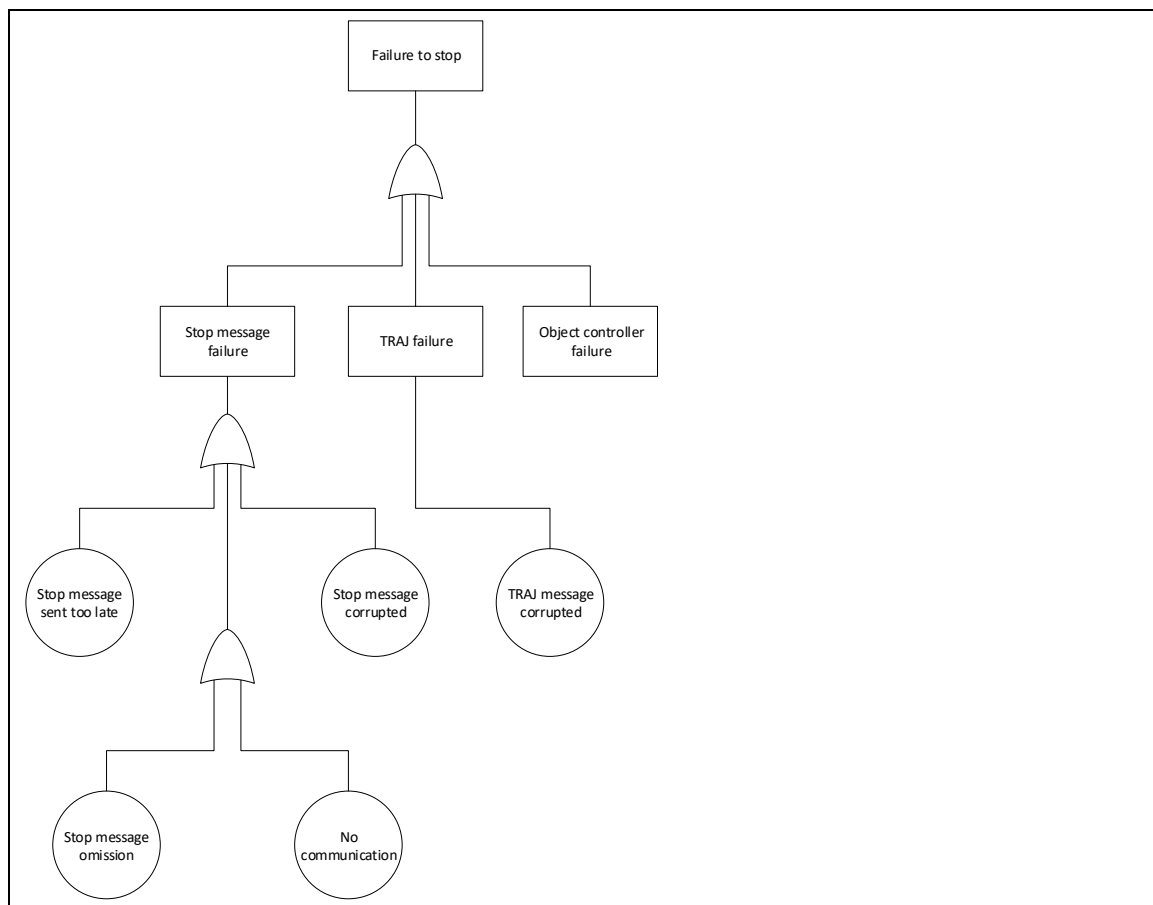 Failure to stop
Stop message
failure
TRAJ failure
Object controller
failure
Stop message
sent too late
Stop message
corrupted
TRAJ message
corrupted
Stop message
omission
No
communication